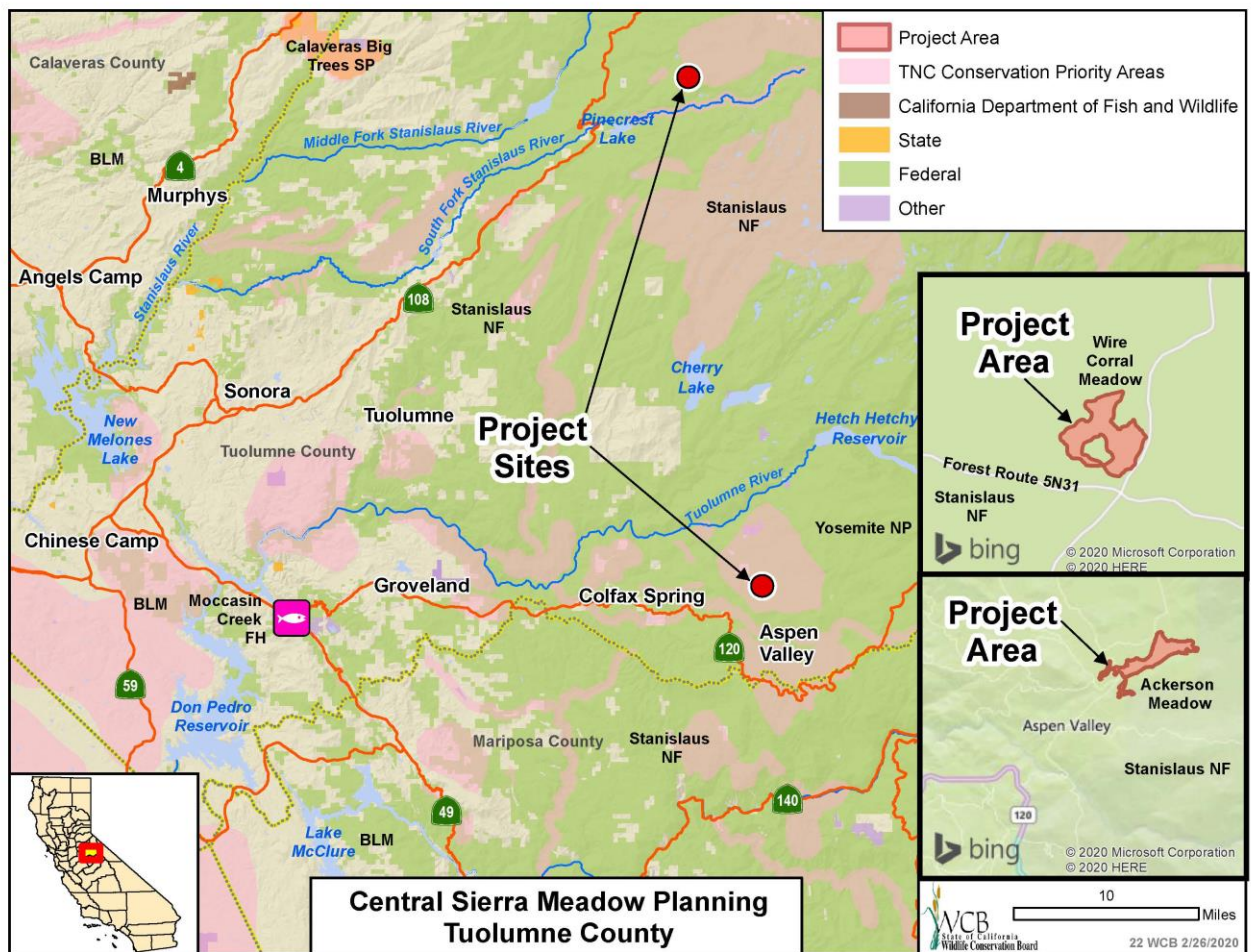 Calaveras County
Calaveras Big
Trees SP
Middle Fork Stanislaus River
Pinecrest
Lake
BLM
4
Murphys
South Fork Stanislaus River
Stanislaus
NF
Angels Camp
Stanislaus River
108
Stanislaus
NF
Cherry
Lake
Sonora
Tuolumne
New
Melones
Lake
Tuolumne County
Project
Sites
Hetch Hetchy
Reservoir
Tuolumne River
Yosemite NP
Chinese Camp
BLM
Moccasin
Creek
FH
Groveland
Colfax Spring
120
Aspen
Valley
59
Don Pedro
Reservoir
Mariposa County
Stanislaus
NF
49
140
Lake
McClure
BLM
Project Area
TNC Conservation Priority Areas
California Department of Fish and Wildlife
State
Federal
Other
Project
Area
Wire
Corral
Meadow
Forest Route 5N31
Stanislaus
NF
bing
© 2020 Microsoft Corporation
© 2020 HERE
Project
Area
Ackerson
Meadow
Aspen Valley
Stanislaus NF
120
bing
© 2020 Microsoft Corporation
© 2020 HERE
Central Sierra Meadow Planning
Tuolumne County
WCB
State of California
Wildlife Conservation Board
10
Miles
22 WCB 2/26/2020